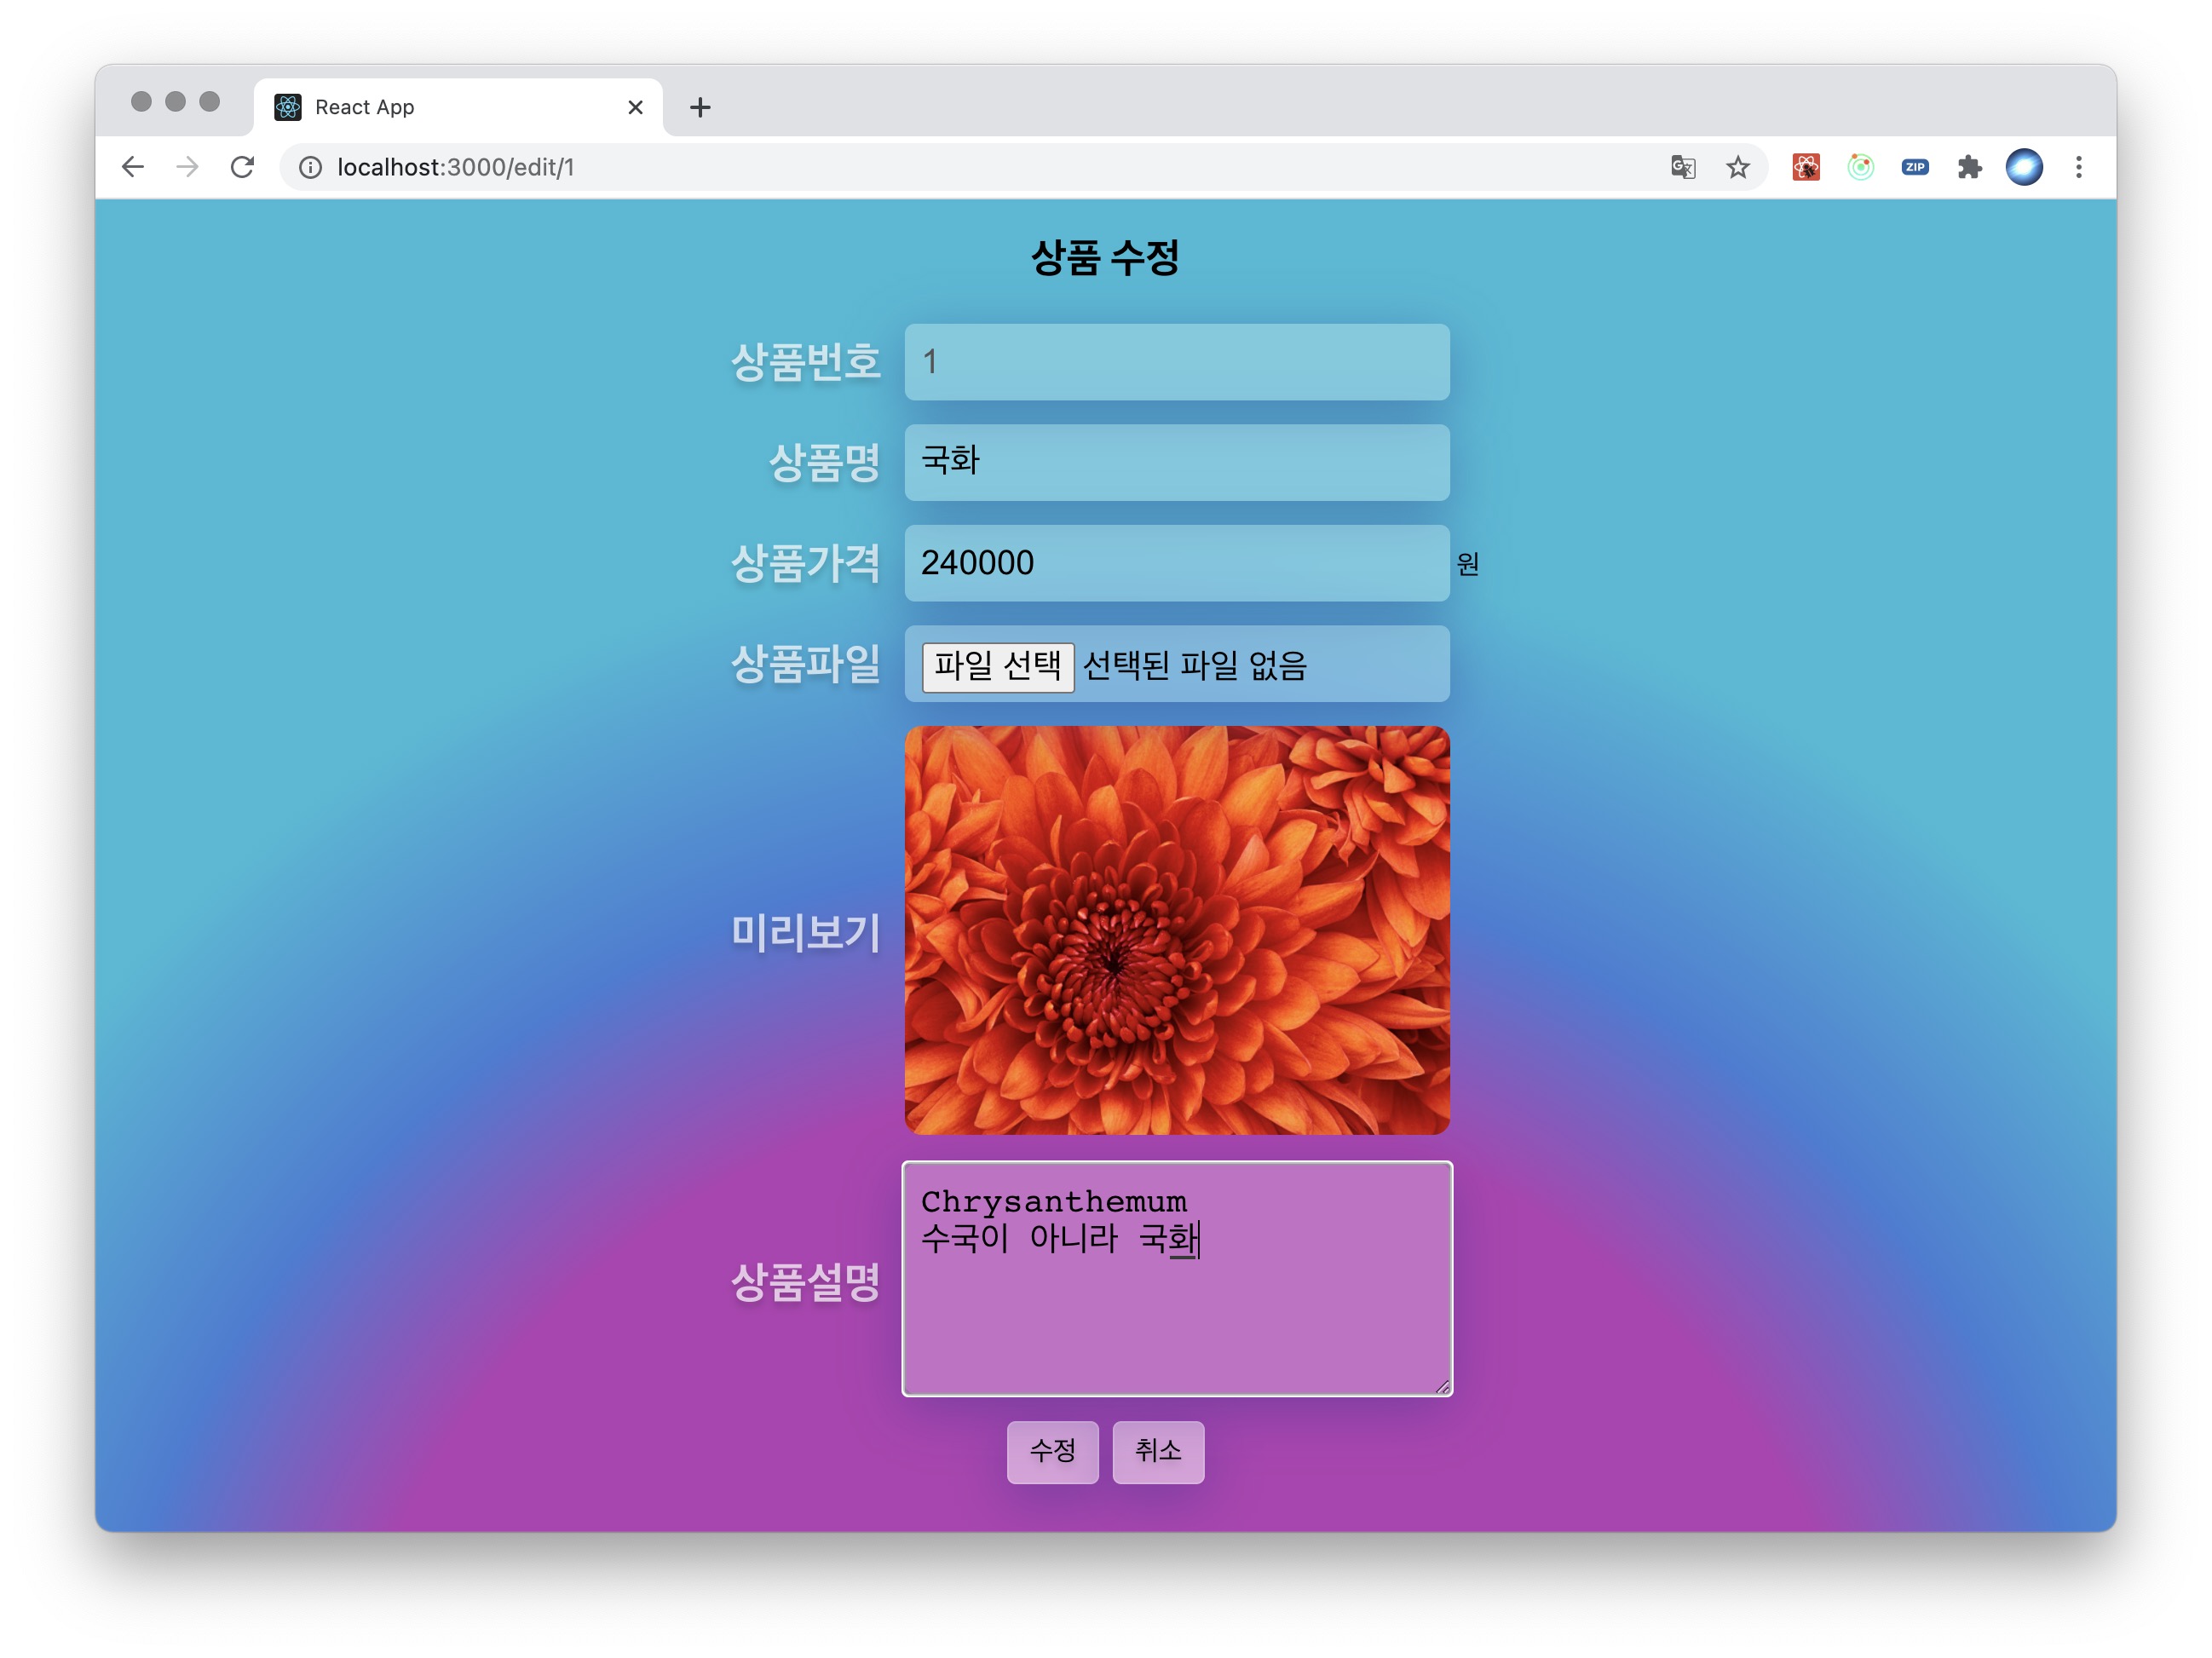 React App
localhost:3000/edit/1
ZIP
상품 수정
상품번호 1
상품명 국화
상품가격 240000 원
상품파일 파일 선택 선택된 파일 없음
미리보기
Chrysanthemum
수국이 아니라 국화
상품설명
수정 취소